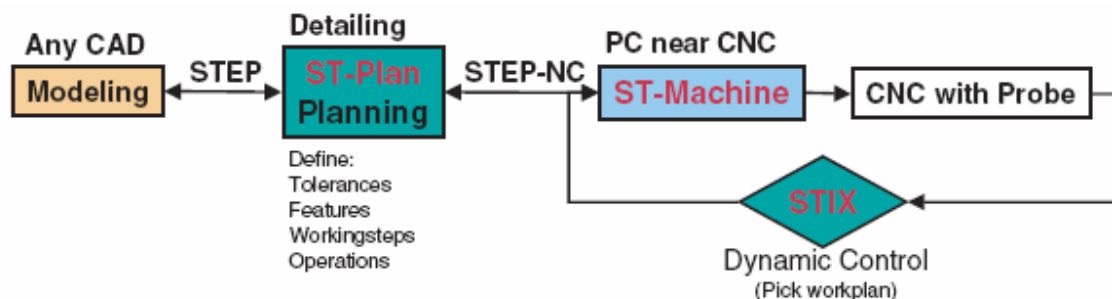 Any CAD
Modeling
STEP
Detailing
ST-Plan
Planning
Define:
Tolerances
Features
Workingsteps
Operations
STEP-NC
PC near CNC
ST-Machine
CNC with Probe
STIX
Dynamic Control
(Pick workplan)